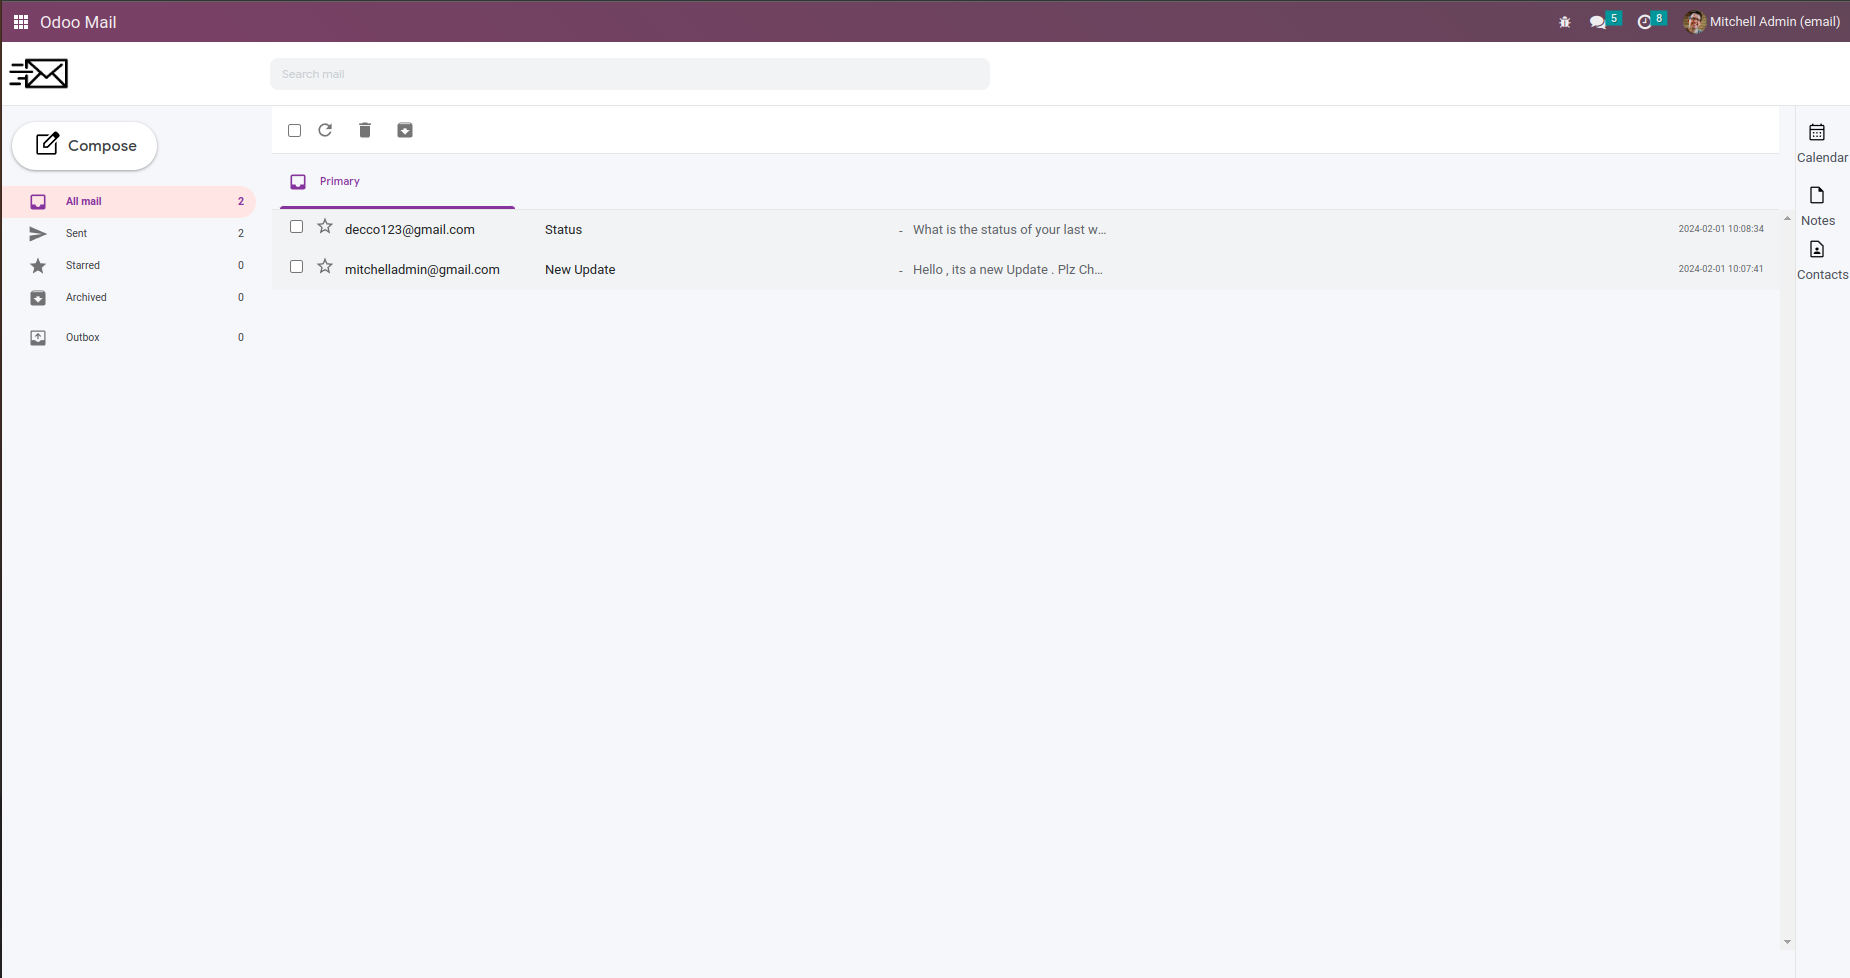 Odoo Mail
5
8
Mitchell Admin (email)
Search mail
Compose
All mail 2
Sent 2
Starred 0
Archived 0
Outbox 0
Primary
decco123@gmail.com Status - What is the status of your last w... 2024-02-01 10:08:34
mitchelladmin@gmail.com New Update - Hello , its a new Update . Plz Ch... 2024-02-01 10:07:41
Calendar
Notes
Contacts